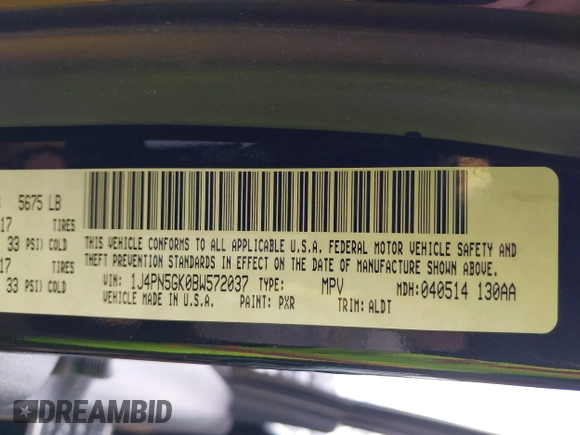 5675 LB
17 TIRES
33 PSI) COLD
17 TIRES
33 PSI) COLD
THIS VEHICLE CONFORMS TO ALL APPLICABLE U.S.A. FEDERAL MOTOR VEHICLE SAFETY AND
THEFT PREVENTION STANDARDS IN EFFECT ON THE DATE OF MANUFACTURE SHOWN ABOVE.
VIN: 1J4PN5GK0BW572037 TYPE: MPV MDH:040514 130AA
VEHICLE MADE IN U.S.A. PAINT: PXR TRIM: ALDT
DREAMBID